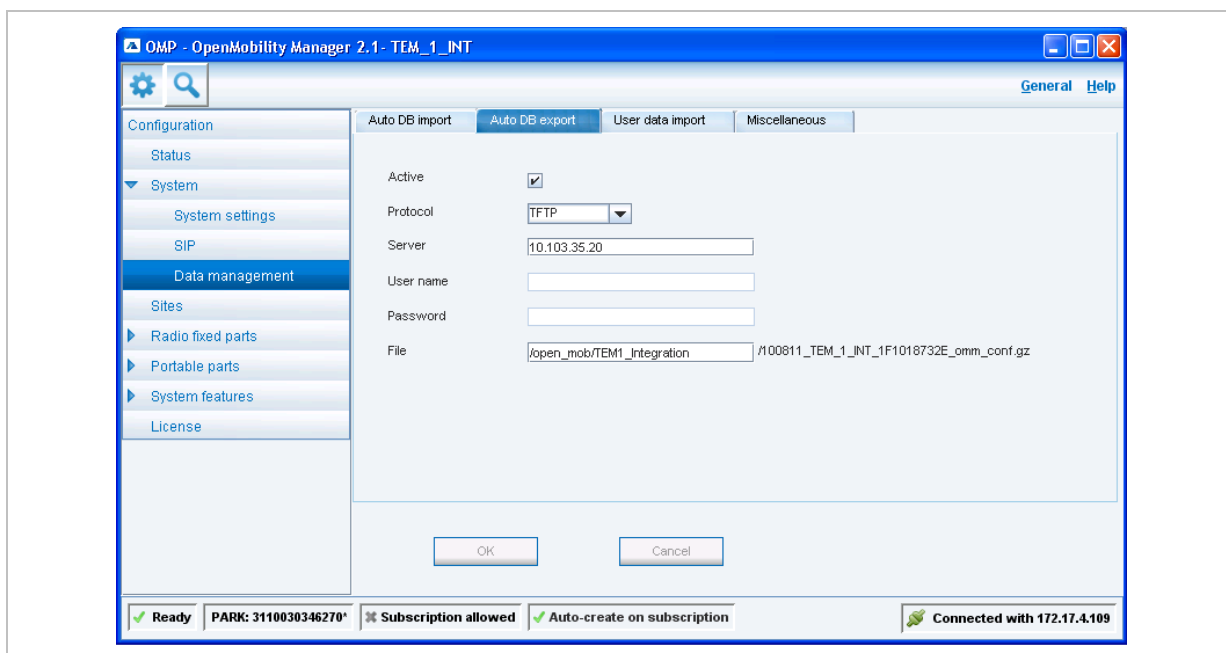 OMP - OpenMobility Manager 2.1- TEM_1_INT
General Help
Configuration
Status
System
System settings
SIP
Data management
Sites
Radio fixed parts
Portable parts
System features
License
Auto DB import Auto DB export User data import Miscellaneous
Active
Protocol TFTP
Server 10.103.35.20
User name
Password
File /open_mob/TEM1_Integration /100811_TEM_1_INT_1F1018732E_omm_conf.gz
OK Cancel
Ready PARK: 3110030346270* Subscription allowed Auto-create on subscription Connected with 172.17.4.109